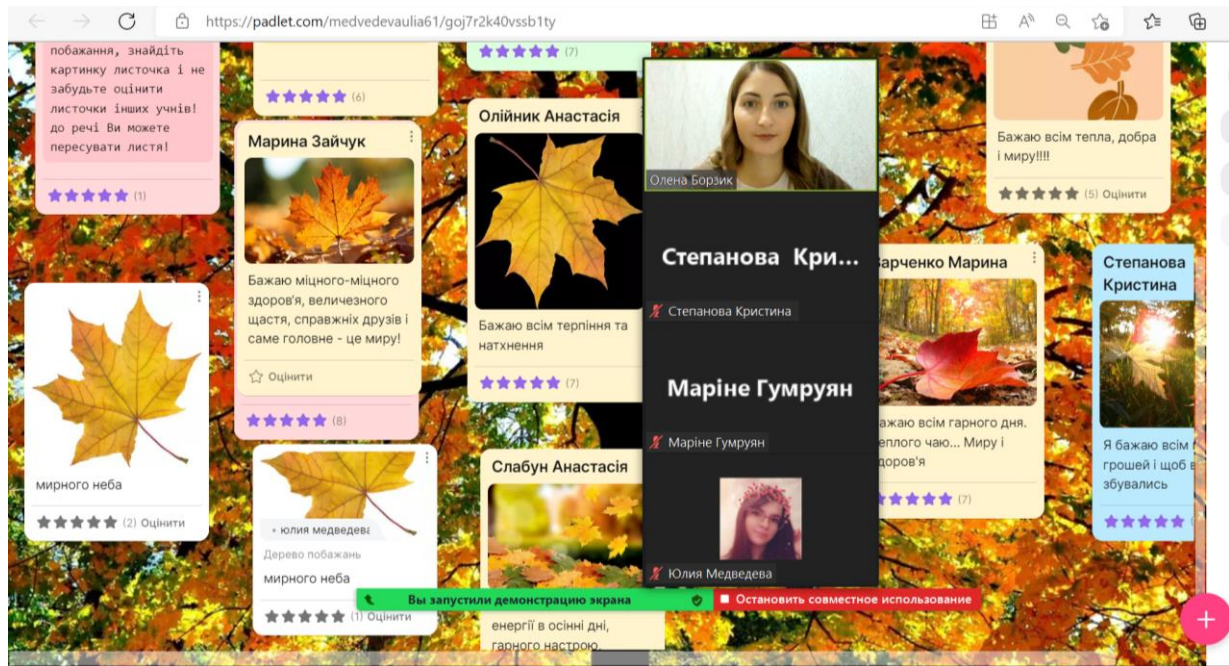 https://padlet.com/medvedevaulia61/goj7r2k40vssb1ty
побажання, знайдіть
картинку листочка і не
забудьте оцінити
листочки інших учнів!
до речі Ви можете
пересувати листя!
(1)
мирного неба
(2) Оцінити
(6)
Марина Зайчук
Бажаю міцного-міцного
здоров'я, величезного
щастя, справжніх друзів і
саме головне - це миру!
Оцінити
(8)
юлия медведева
Дерево побажань
мирного неба
(1) Оцінити
(7)
Олійник Анастасія
Бажаю всім терпіння та
натхнення
(7)
Слабун Анастасія
енергії в осінні дні,
гарного настрою,
Олена Борзик
Степанова Кри...
Степанова Кристина
Маріне Гумруян
Маріне Гумруян
Юлия Медведева
Вы запустили демонстрацию экрана
Остановить совместное использование
арченко Марина
ажаю всім гарного дня.
еплого чаю... Миру і
доров'я
(7)
Бажаю всім тепла, добра
і миру!!!!
(5) Оцінити
Степанова
Кристина
Я бажаю всім
грошей і щоб
збувались